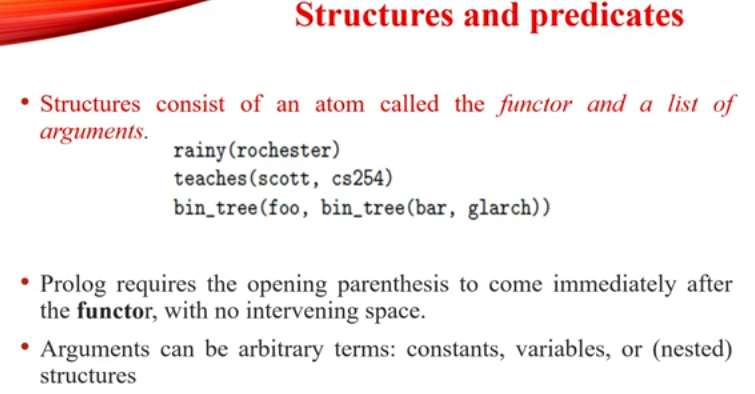 Structures and predicates
• Structures consist of an atom called the functor and a list of
arguments.
rainy(rochester)
teaches(scott, cs254)
bin_tree(foo, bin_tree(bar, glarch))
• Prolog requires the opening parenthesis to come immediately after
the functor, with no intervening space.
• Arguments can be arbitrary terms: constants, variables, or (nested)
structures